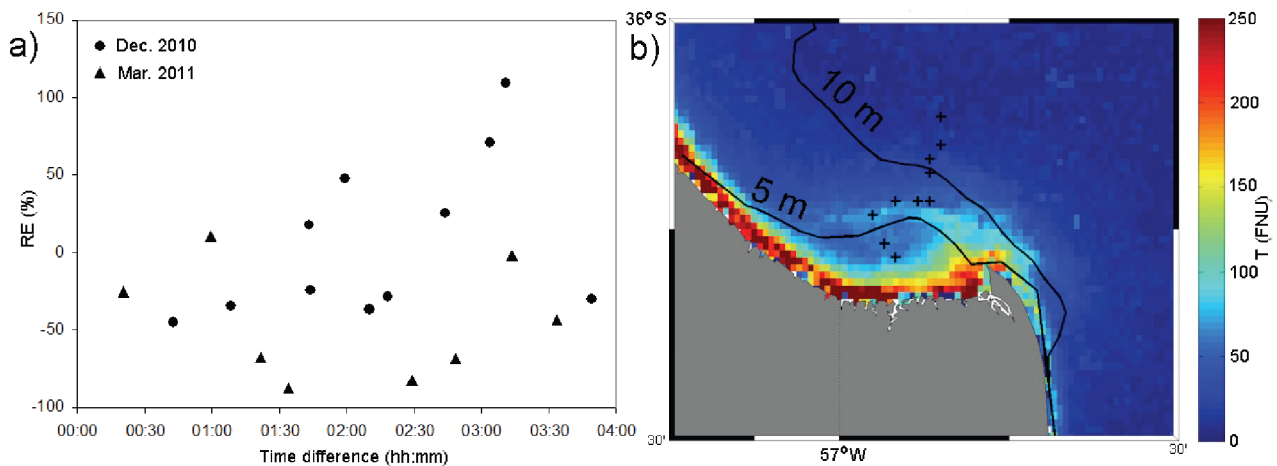 a)
150
100
50
0
-50
-100
RE (%)
Dec. 2010
Mar. 2011
00:00 00:30 01:00 01:30 02:00 02:30 03:00 03:30 04:00
Time difference (hh:mm)
b)
36°S
10 m
5 m
30'
57°W
30'
250
200
150
100
50
0
T (FNU)